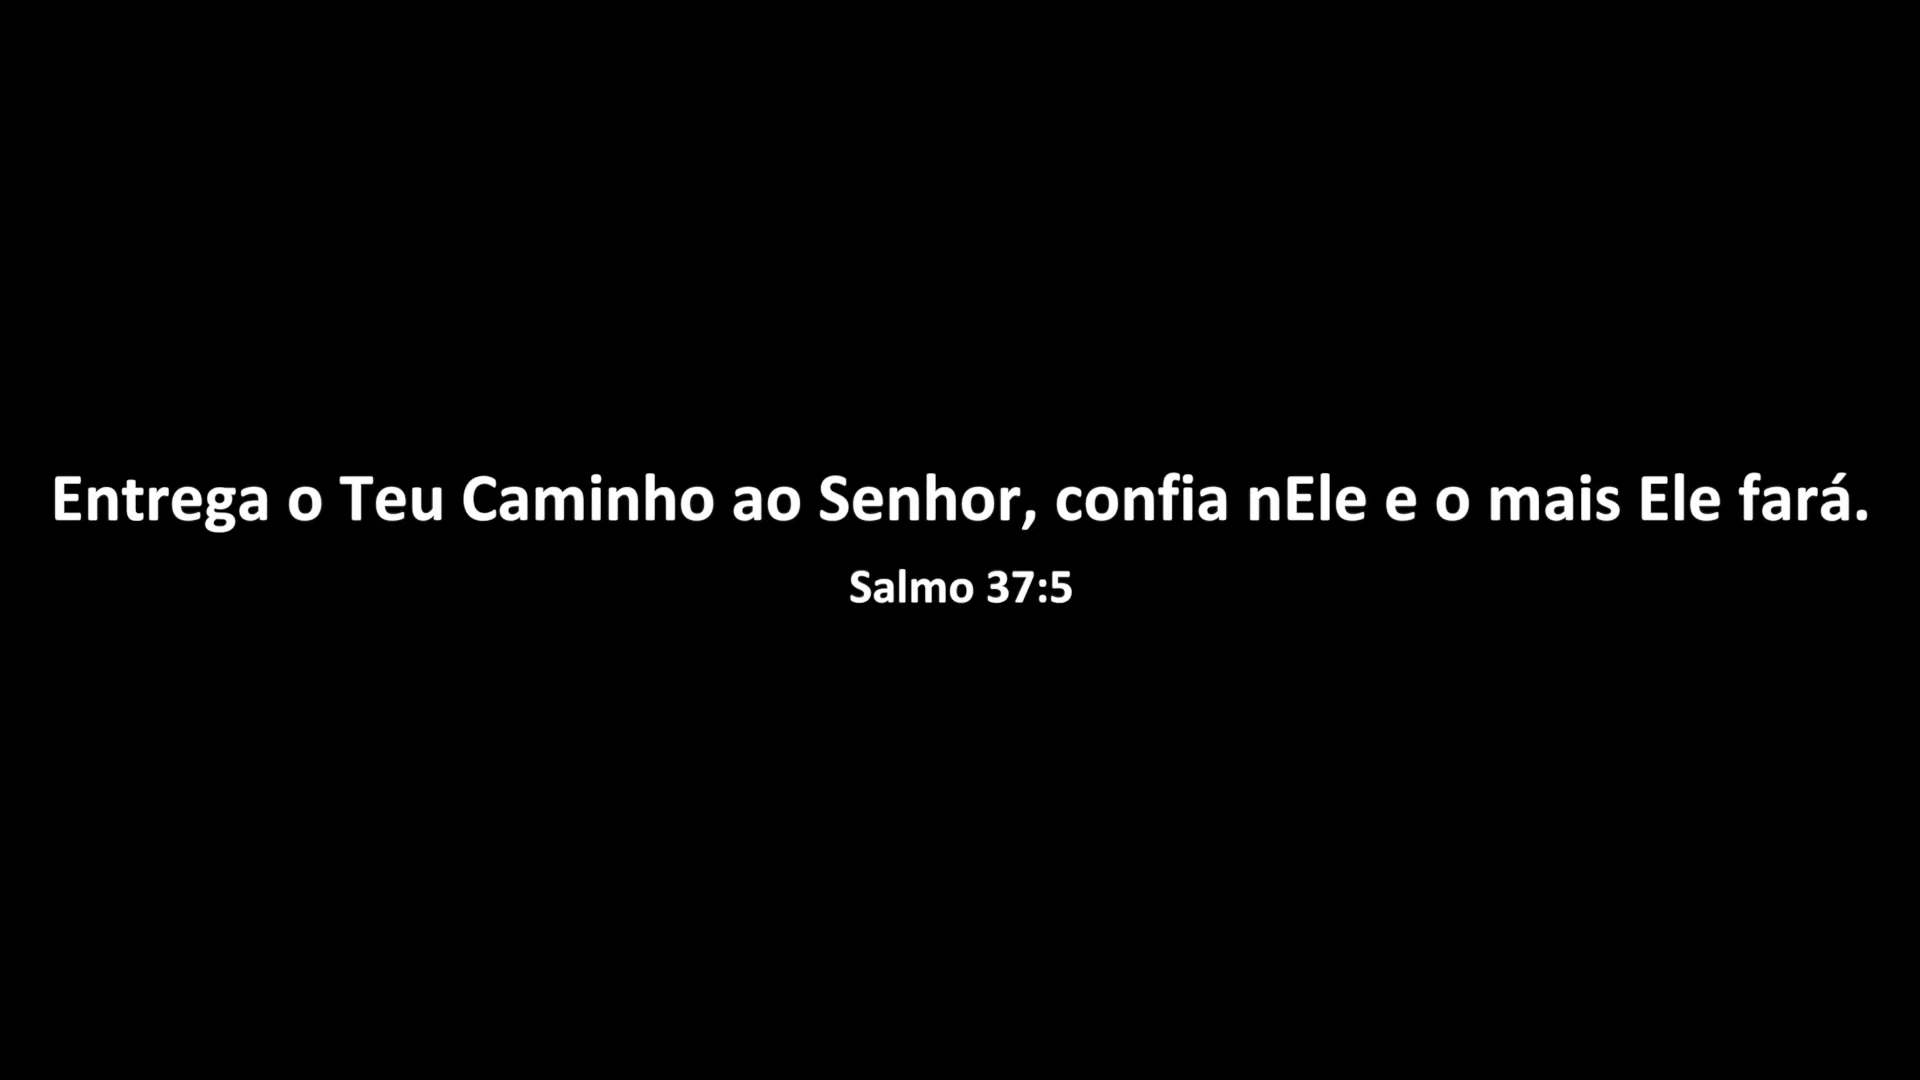 Entrega o Teu Caminho ao Senhor, confia nEle e o mais Ele fará.
Salmo 37:5